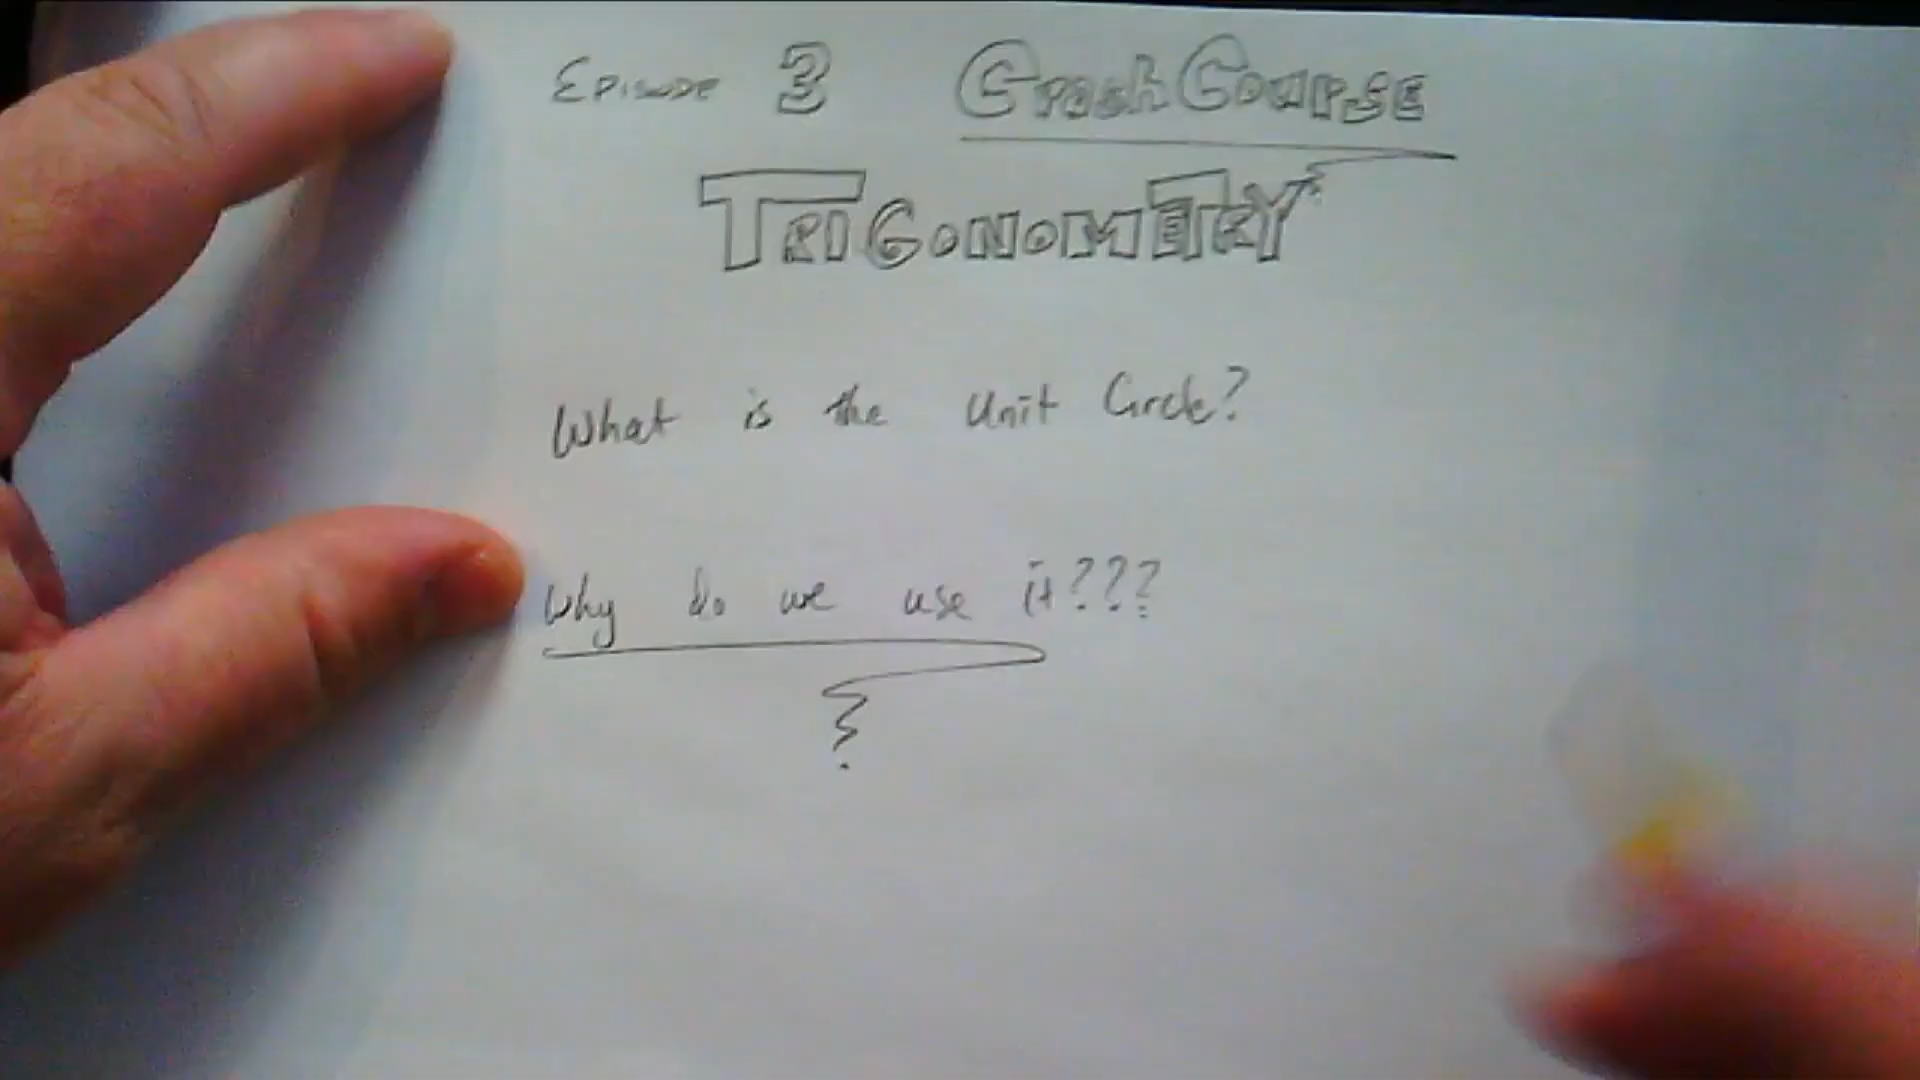 Episode 3 Crash Course
TRIGONOMETRY
What is the Unit Circle?
Why do we use it???